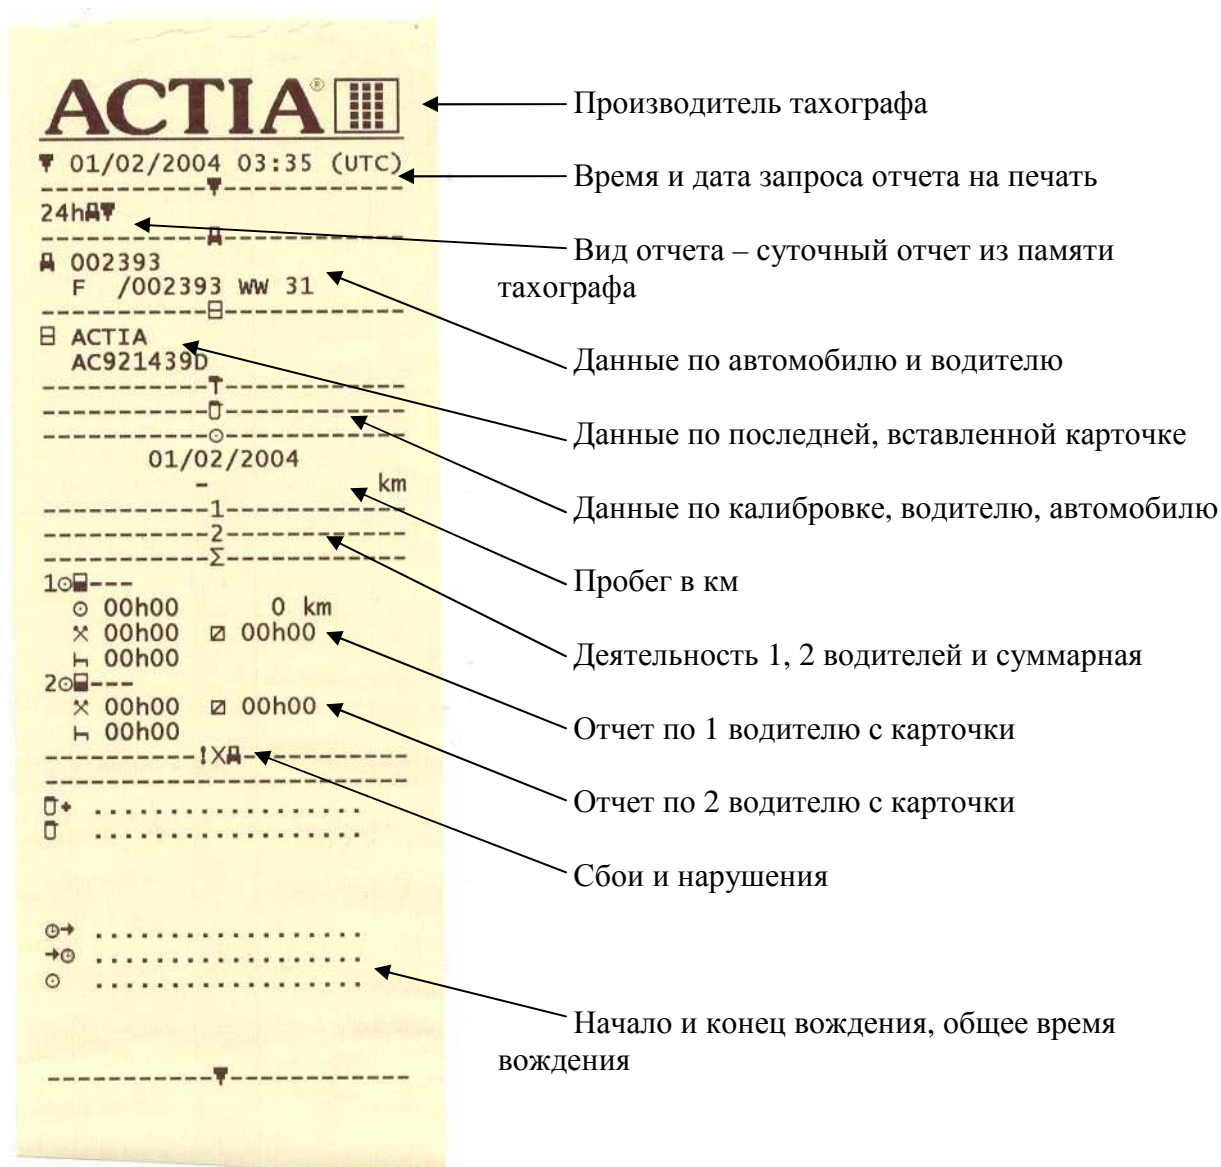 ACTIA®
Производитель тахографа
01/02/2004 03:35 (UTC)
Время и дата запроса отчета на печать
24h
Вид отчета – суточный отчет из памяти
тахографа
002393
F /002393 WW 31
Данные по автомобилю и водителю
ACTIA
AC921439D
Данные по последней, вставленной карточке
01/02/2004
- km
Данные по калибровке, водителю, автомобилю
1
2
Σ
Пробег в км
1⊙---
⊙ 00h00 0 km
00h00 00h00
00h00
Деятельность 1, 2 водителей и суммарная
2⊙---
00h00 00h00
00h00
Отчет по 1 водителю с карточки
!X
Отчет по 2 водителю с карточки
+ ..................
..................
Сбои и нарушения
→ ..................
→ ..................
⊙ ..................
Начало и конец вождения, общее время
вождения